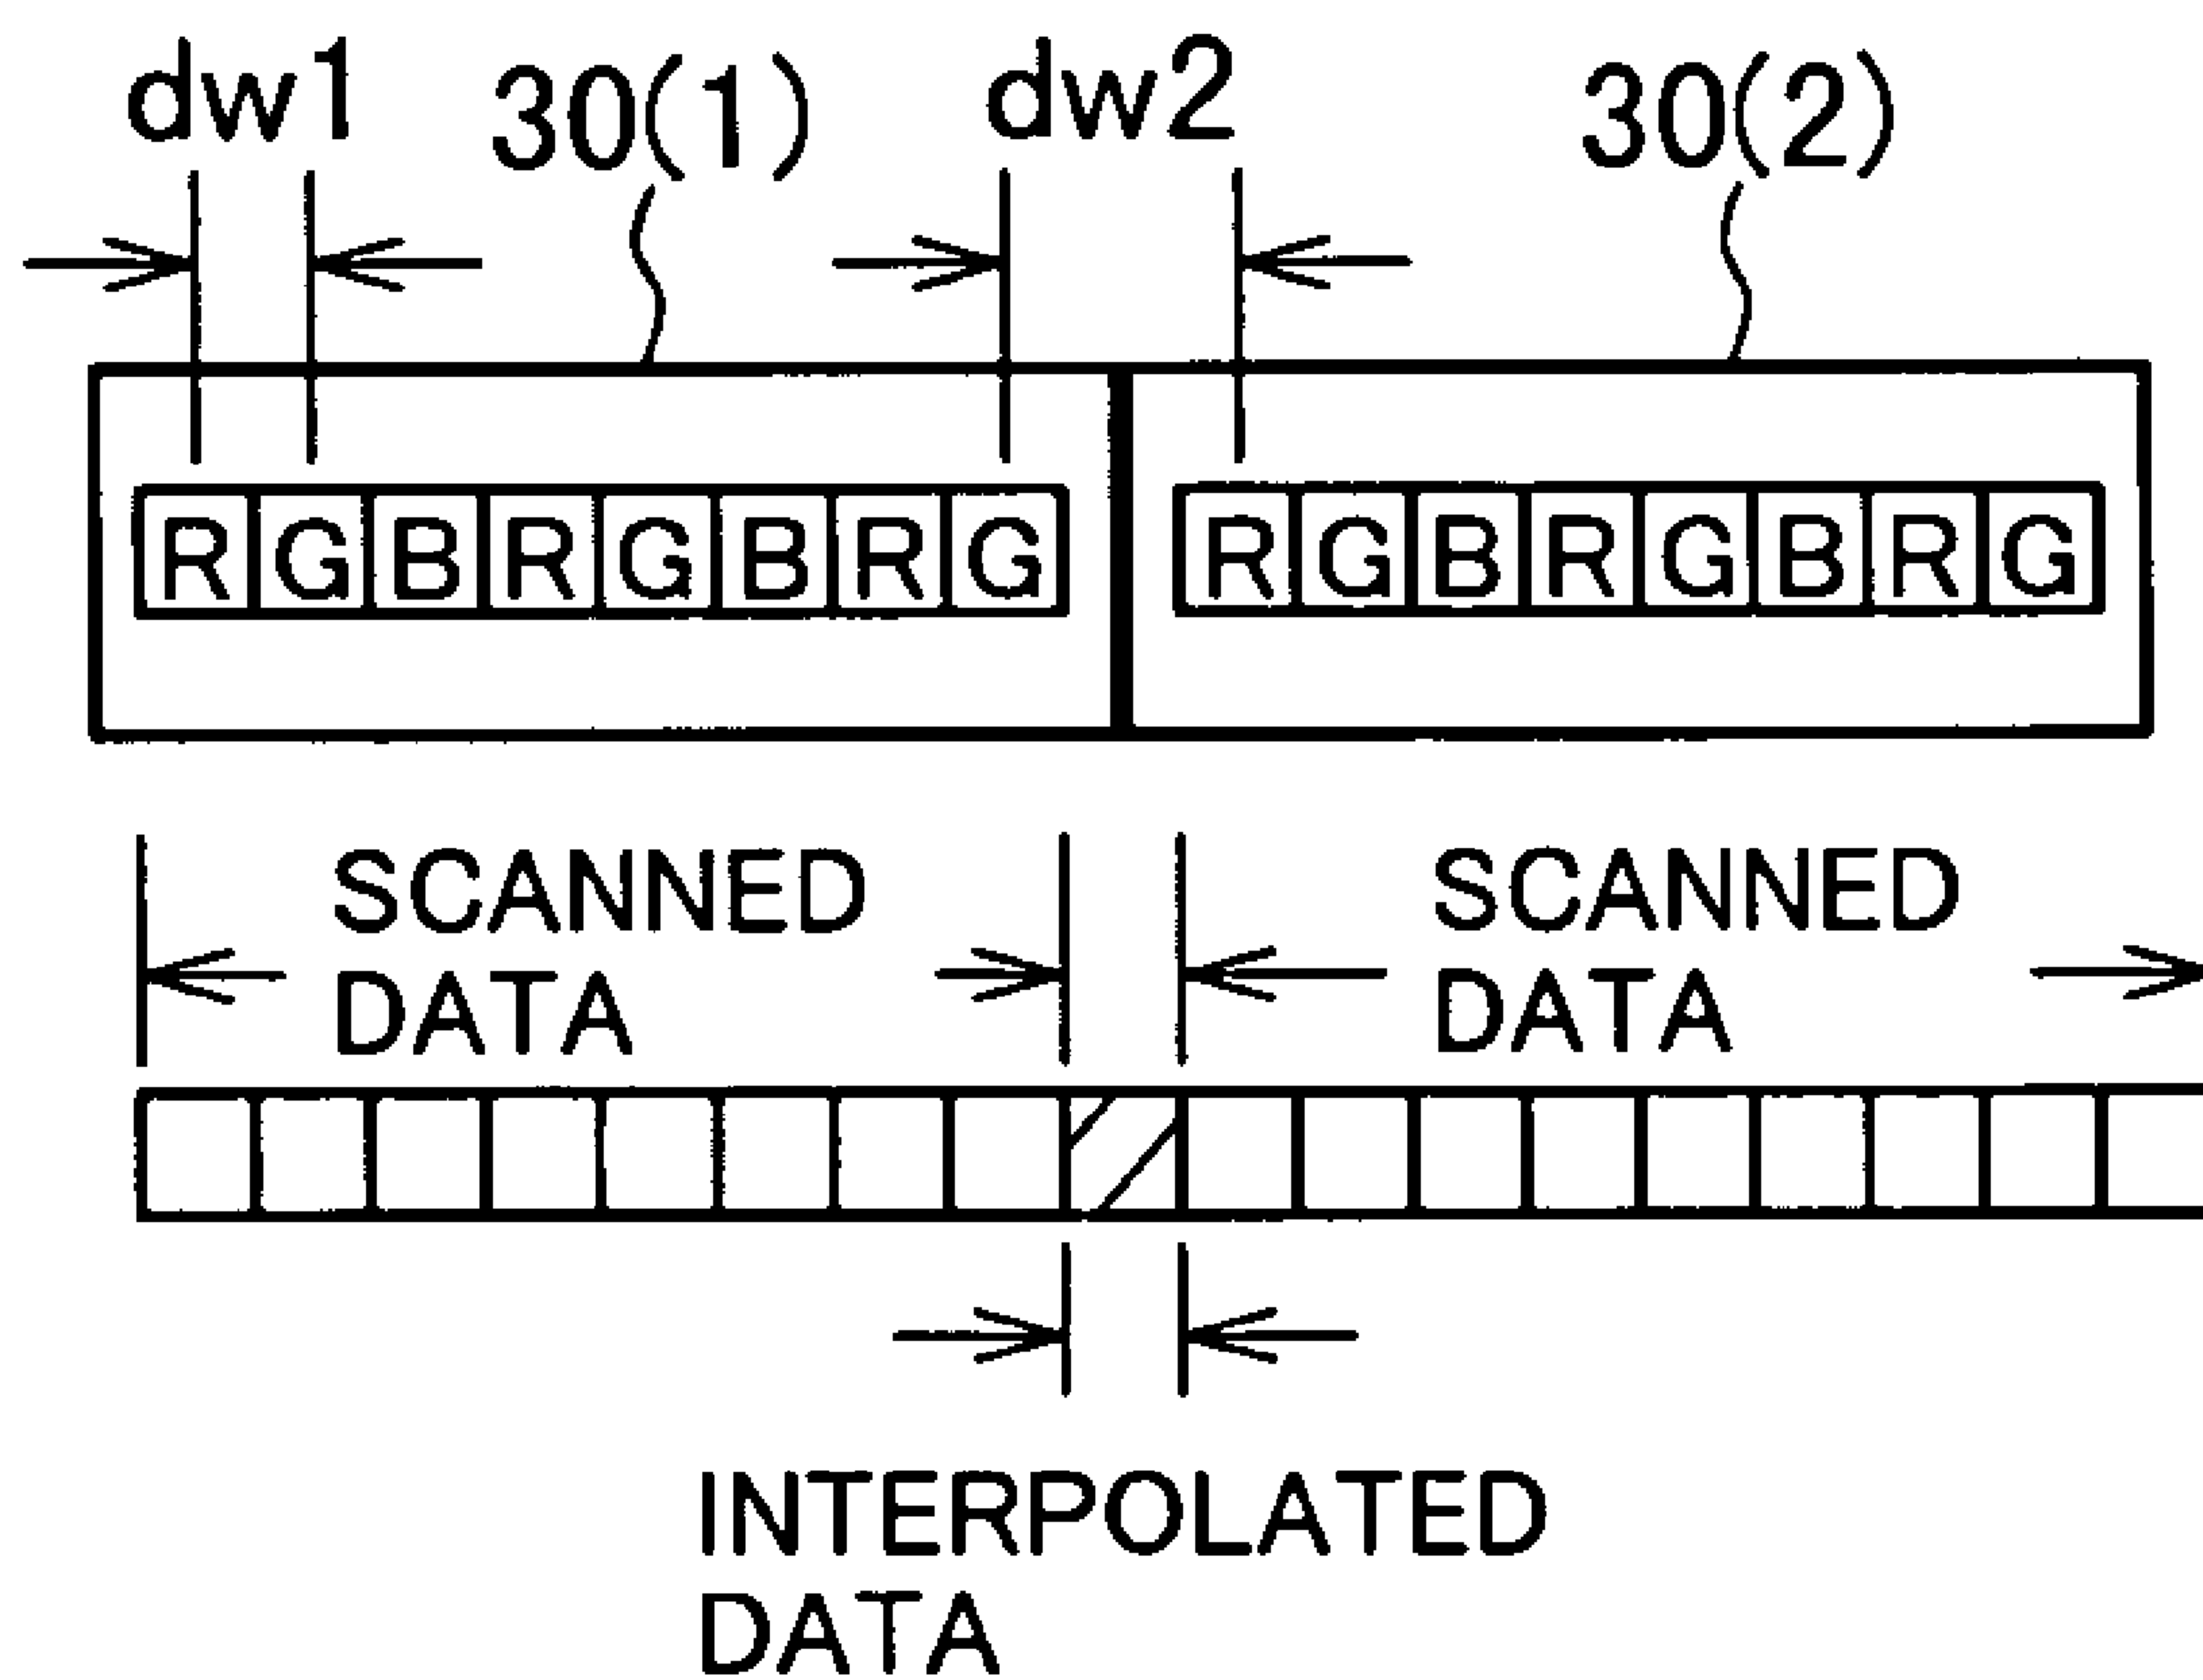 dw1 30(1) dw2 30(2)
R G B R G B R G R G B R G B R G
SCANNED DATA
SCANNED DATA
INTERPOLATED
DATA